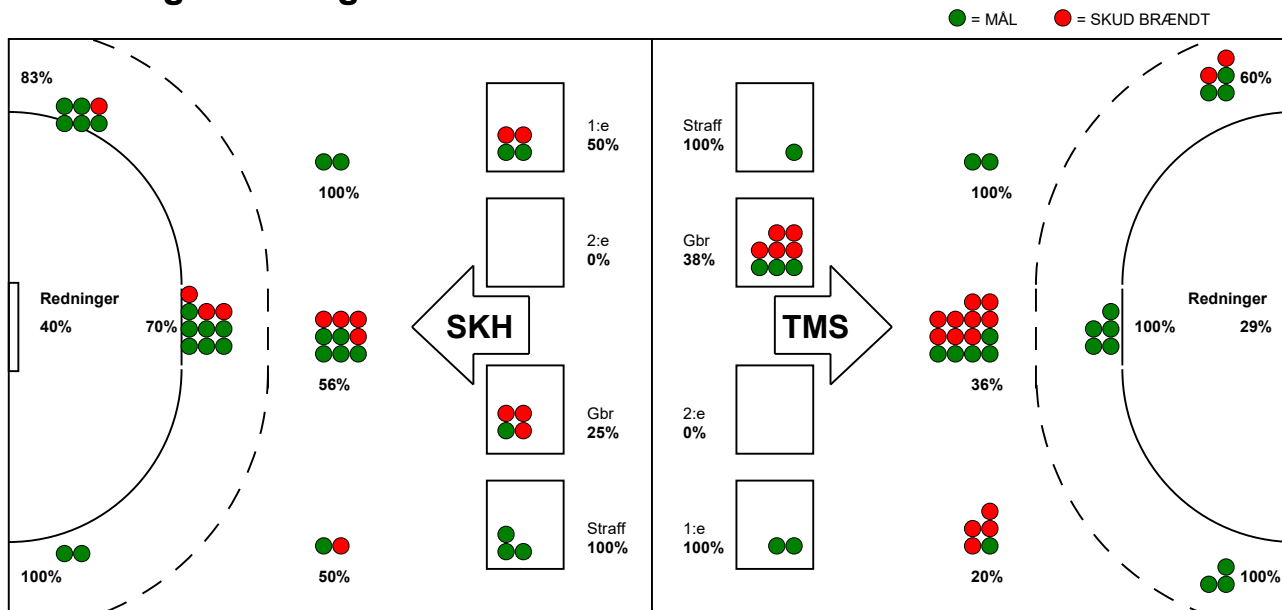 = MÅL
= SKUD BRÆNDT
83%
1:e
50%
100%
2:e
0%
Redninger
40%
70%
56%
SKH
Gbr
25%
Straff
100%
100%
50%
Straff
100%
Gbr
38%
TMS
2:e
0%
1:e
100%
60%
100%
36%
100%
Redninger
29%
20%
100%